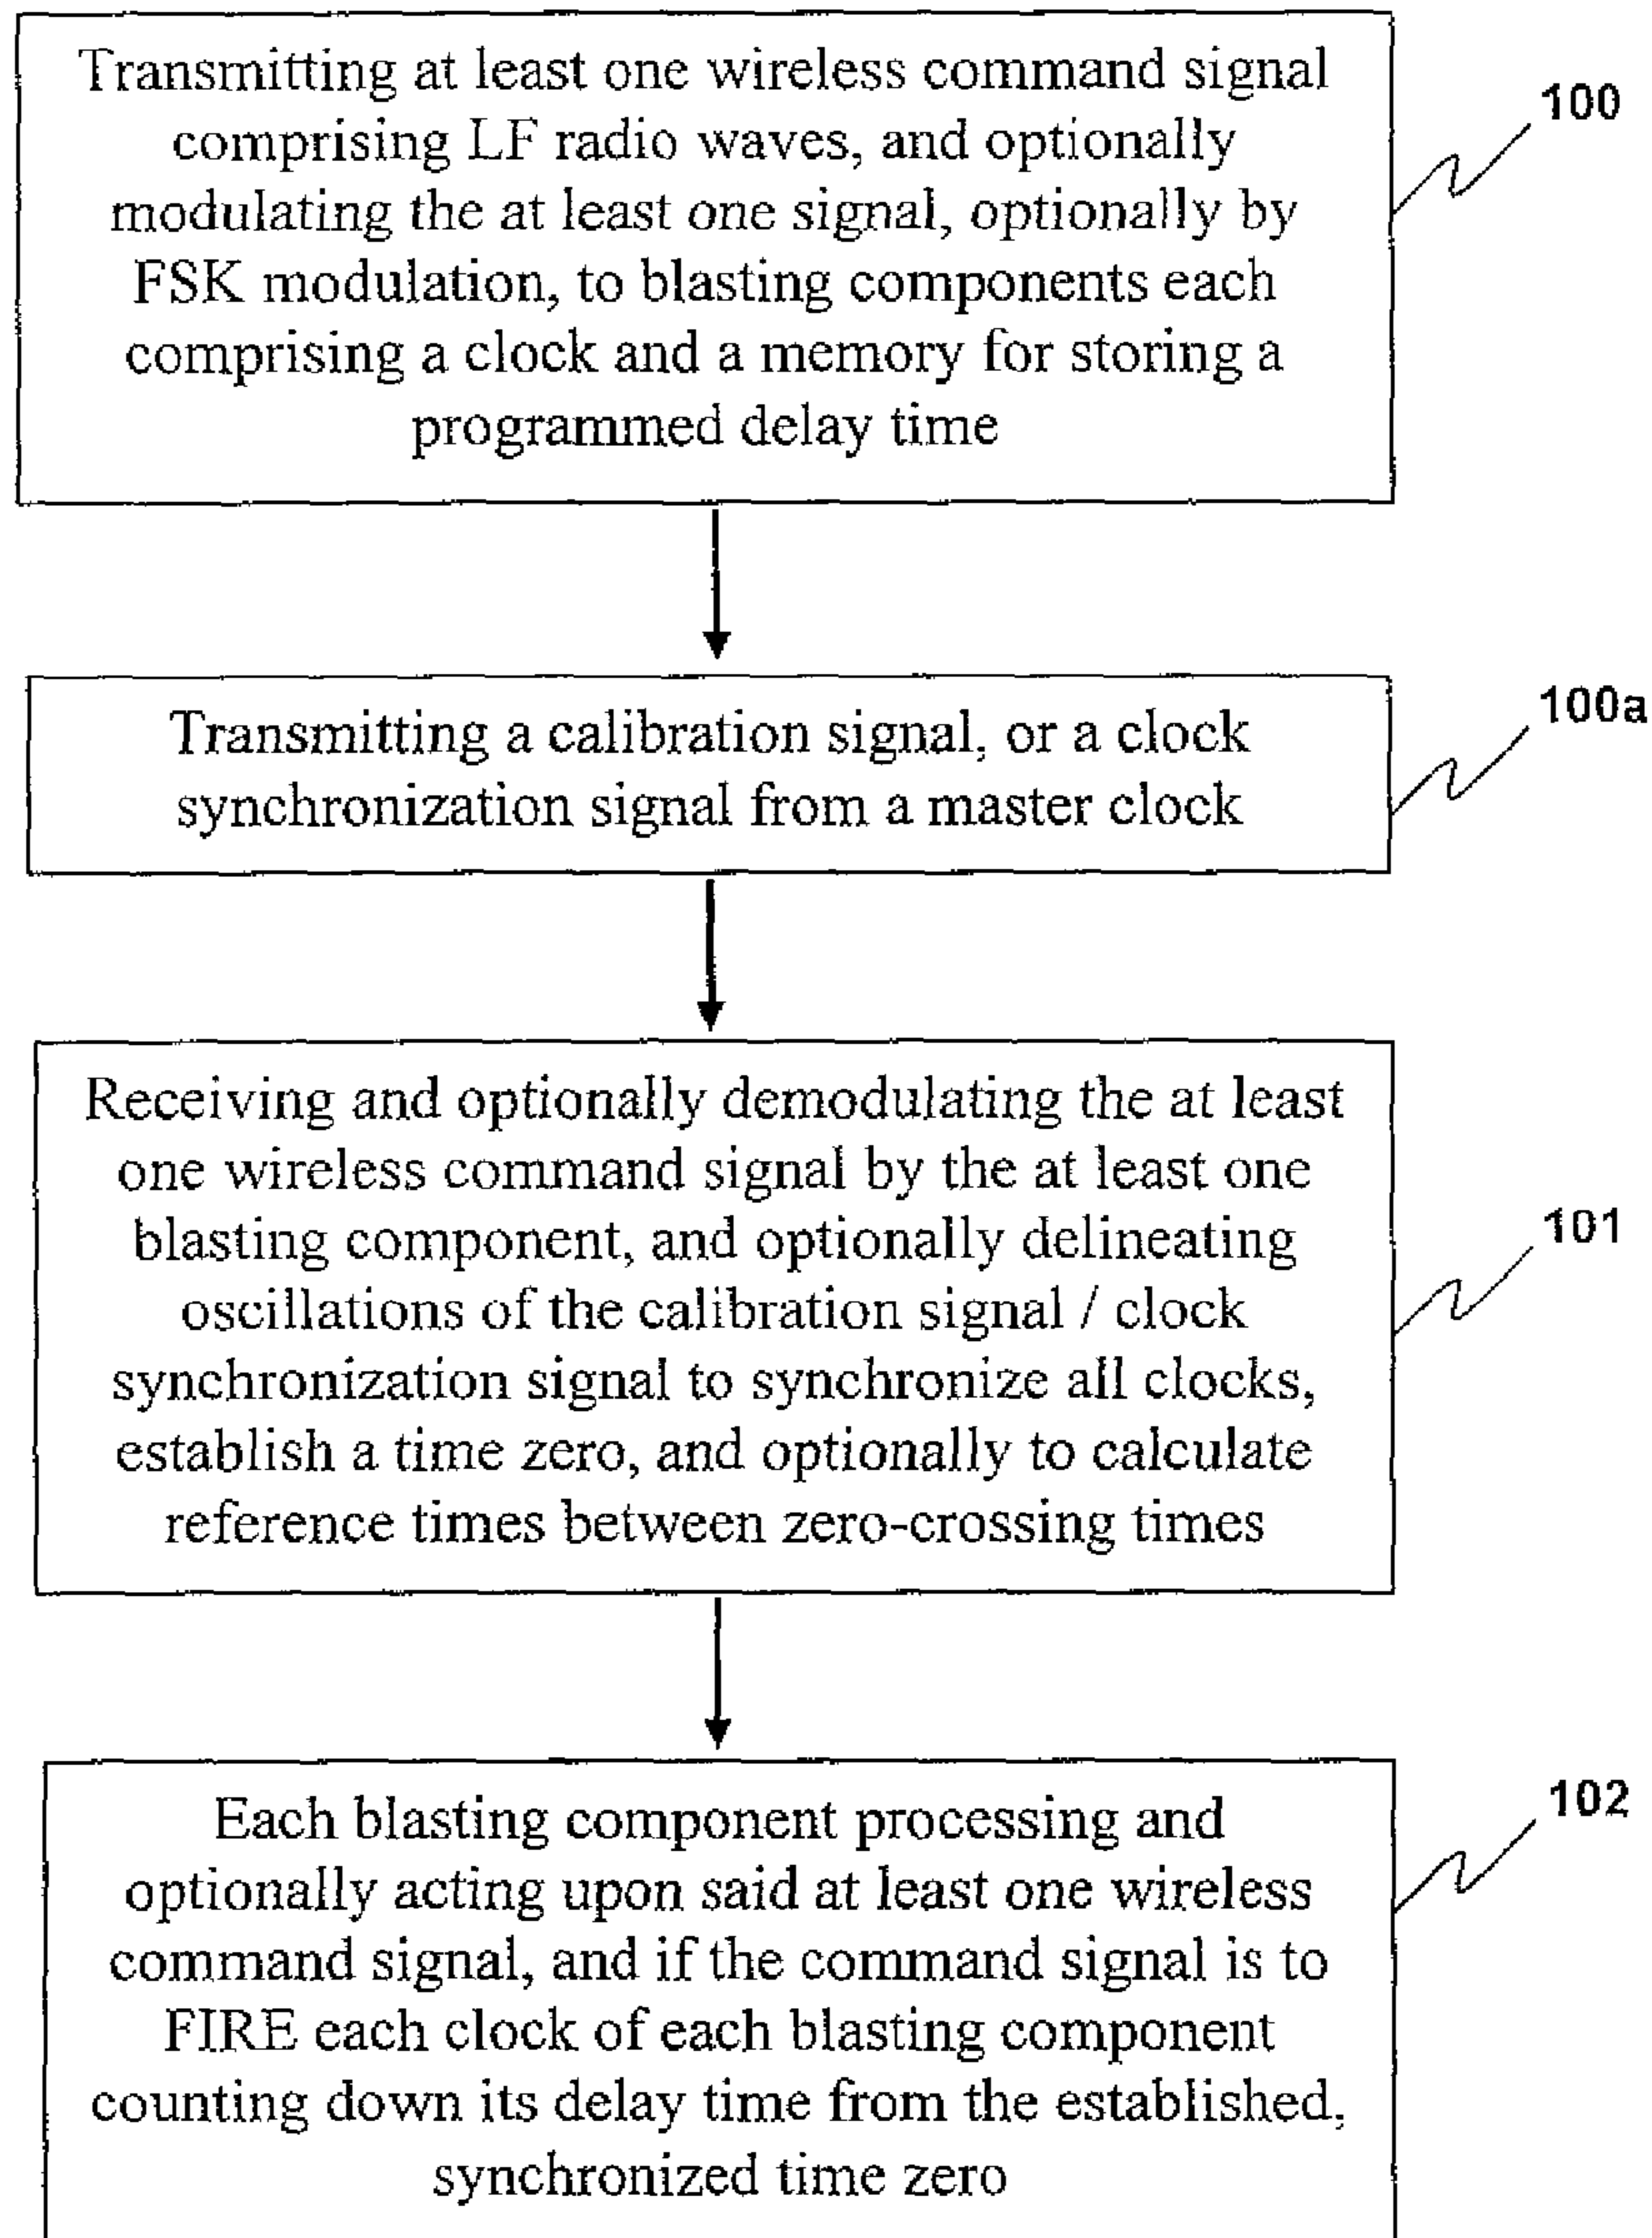 Transmitting at least one wireless command signal
comprising LF radio waves, and optionally
modulating the at least one signal, optionally by
FSK modulation, to blasting components each
comprising a clock and a memory for storing a
programmed delay time
100
Transmitting a calibration signal, or a clock
synchronization signal from a master clock
100a
Receiving and optionally demodulating the at least
one wireless command signal by the at least one
blasting component, and optionally delineating
oscillations of the calibration signal / clock
synchronization signal to synchronize all clocks,
establish a time zero, and optionally to calculate
reference times between zero-crossing times
101
Each blasting component processing and
optionally acting upon said at least one wireless
command signal, and if the command signal is to
FIRE each clock of each blasting component
counting down its delay time from the established,
synchronized time zero
102